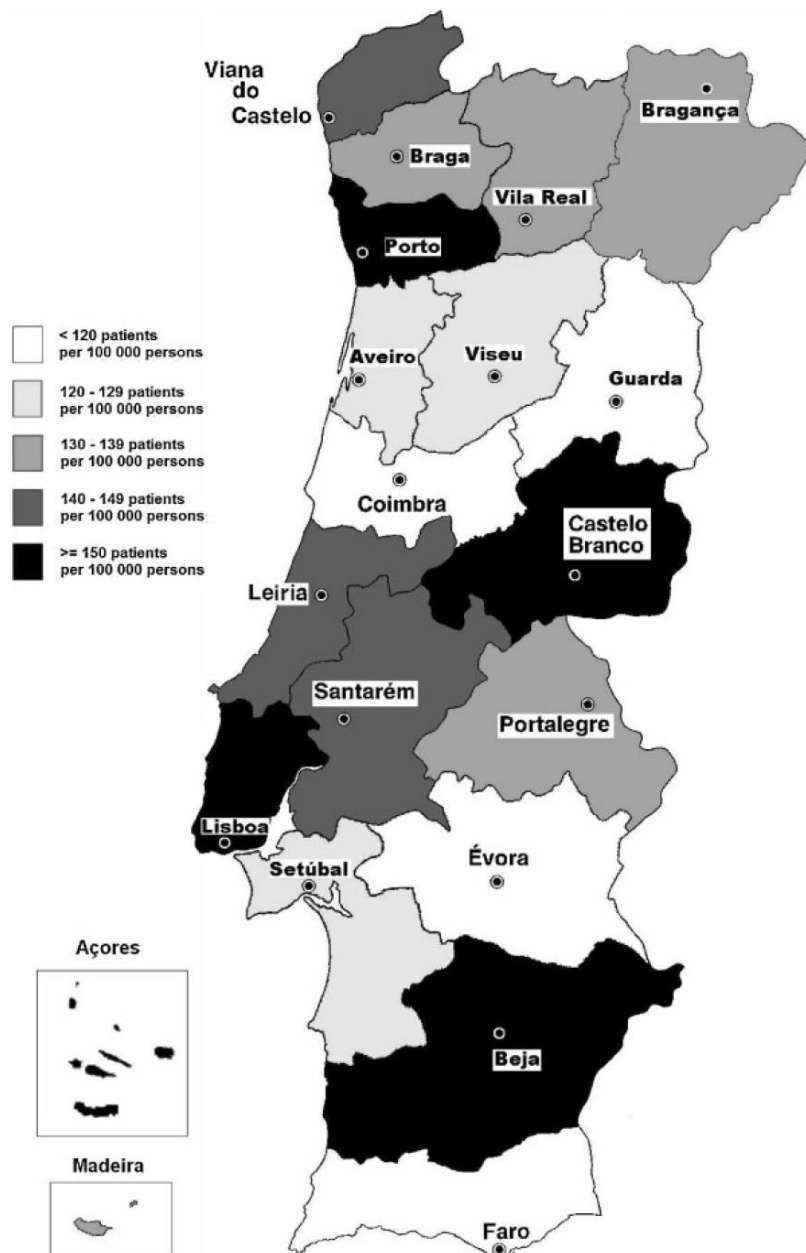 Viana
do
Castelo
Bragança
Braga
Vila Real
Porto
< 120 patients
per 100 000 persons
120 - 129 patients
per 100 000 persons
130 - 139 patients
per 100 000 persons
140 - 149 patients
per 100 000 persons
>= 150 patients
per 100 000 persons
Aveiro
Viseu
Guarda
Coimbra
Castelo
Branco
Leiria
Santarém
Portalegre
Lisboa
Setúbal
Évora
Açores
Beja
Madeira
Faro